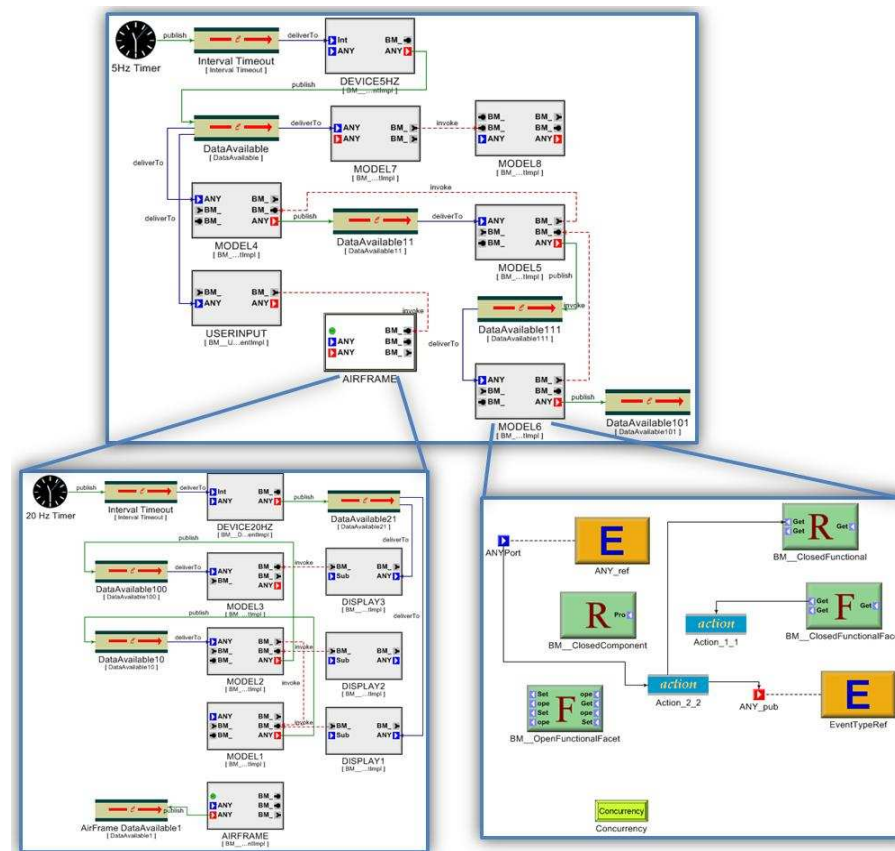 publish
deliverTo
Int
ANY
BM_
ANY
5Hz Timer
Interval Timeout
[ Interval Timeout ]
DEVICE5HZ
[ BM__ ...ntImpl ]
publish
ANY
ANY
BM_
BM_
invoke
BM_
BM_
ANY
BM_
BM_
ANY
deliverTo
DataAvailable
[ DataAvailable ]
deliverTo
MODEL7
[ BM_ ...tImpl ]
MODEL8
[ BM_ ...tImpl ]
invoke
ANY
BM_
BM_
BM_
BM_
ANY
publish
deliverTo
ANY
BM_
BM_
BM_
BM_
ANY
deliverTo
MODEL4
[ BM_ ...tImpl ]
DataAvailable11
[ DataAvailable11 ]
MODEL5
[ BM_ ...tImpl ]
publish
BM_
ANY
BM_
USERINPUT
[ BM__U...entImpl ]
invoke
invoke
ANY
ANY
BM_
BM_
BM_
AIRFRAME
DataAvailable111
[ DataAvailable111 ]
deliverTo
ANY
BM_
BM_
BM_
BM_
ANY
publish
MODEL6
[ BM_ ...tImpl ]
DataAvailable101
[ DataAvailable101 ]
publish
deliverTo
Int
ANY
BM_
ANY
publish
20 Hz Timer
Interval Timeout
[ Interval Timeout ]
DEVICE20HZ
[ BM__D...entImpl ]
DataAvailable21
[ DataAvailable21 ]
publish
deliverTo
deliverTo
ANY
BM_
BM_
BM_
ANY
invoke
BM_
Sub
BM_
ANY
DataAvailable100
[ DataAvailable100 ]
MODEL3
[ BM_ ...tImpl ]
DISPLAY3
[ BM_ ...tImpl ]
publish
deliverTo
deliverTo
ANY
BM_
BM_
BM_
BM_
ANY
invoke
BM_
Sub
BM_
ANY
DataAvailable10
[ DataAvailable10 ]
MODEL2
[ BM_ ...tImpl ]
invoke
DISPLAY2
[ BM_ ...tImpl ]
ANY
BM_
BM_
BM_
BM_
ANY
invoke
BM_
Sub
BM_
ANY
MODEL1
[ BM_ ...tImpl ]
DISPLAY1
[ BM_ ...tImpl ]
publish
ANY
ANY
BM_
BM_
BM_
AirFrame DataAvailable1
[ DataAvailable1 ]
AIRFRAME
[ BM_ ...ntImpl ]
ANYPort
E
ANY_ref
Get
Get
R
Get
BM__ClosedFunctional
R
Pro
BM__ClosedComponent
action
Action_1_1
Get
Get
F
Get
BM__ClosedFunctionalFace
Set
ope
Set
ope
F
ope
Get
ope
Set
BM__OpenFunctionalFacet
action
Action_2_2
ANY_pub
E
EventTypeRef
Concurrency
Concurrency